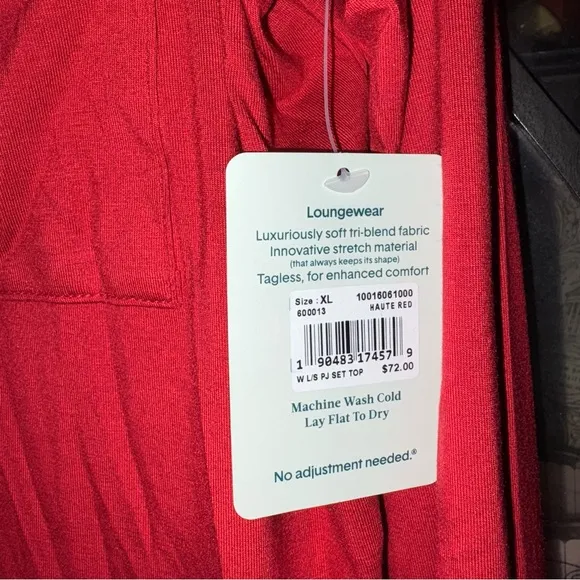 Loungewear
Luxuriously soft tri-blend fabric
Innovative stretch material
(that always keeps its shape)
Tagless, for enhanced comfort
Size : XL 10016061000
600013 HAUTE RED
1 90483 17457 9
W L/S PJ SET TOP $72.00
Machine Wash Cold
Lay Flat To Dry
No adjustment needed.®